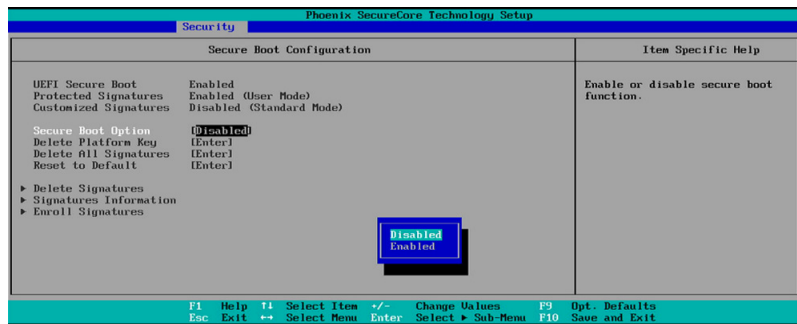 Phoenix SecureCore Technology Setup
Security
Secure Boot Configuration
Item Specific Help
UEFI Secure Boot Enabled
Protected Signatures Enabled (User Mode)
Customized Signatures Disabled (Standard Mode)
Secure Boot Option [Disabled]
Delete Platform Key [Enter]
Delete All Signatures [Enter]
Reset to Default [Enter]
▶ Delete Signatures
▶ Signatures Information
▶ Enroll Signatures
Enable or disable secure boot
function.
Disabled
Enabled
F1 Help ↑↓ Select Item +/- Change Values F9 Opt. Defaults
Esc Exit ↔ Select Menu Enter Select ▶ Sub-Menu F10 Save and Exit